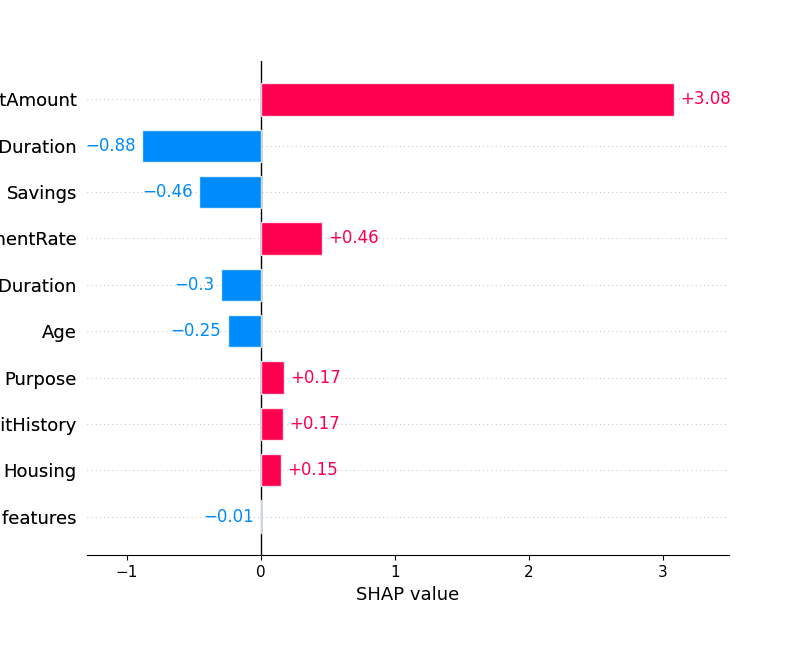 tAmount +3.08
Duration −0.88
Savings −0.46
nentRate +0.46
Duration −0.3
Age −0.25
Purpose +0.17
itHistory +0.17
Housing +0.15
features −0.01
−1 0 1 2 3
SHAP value